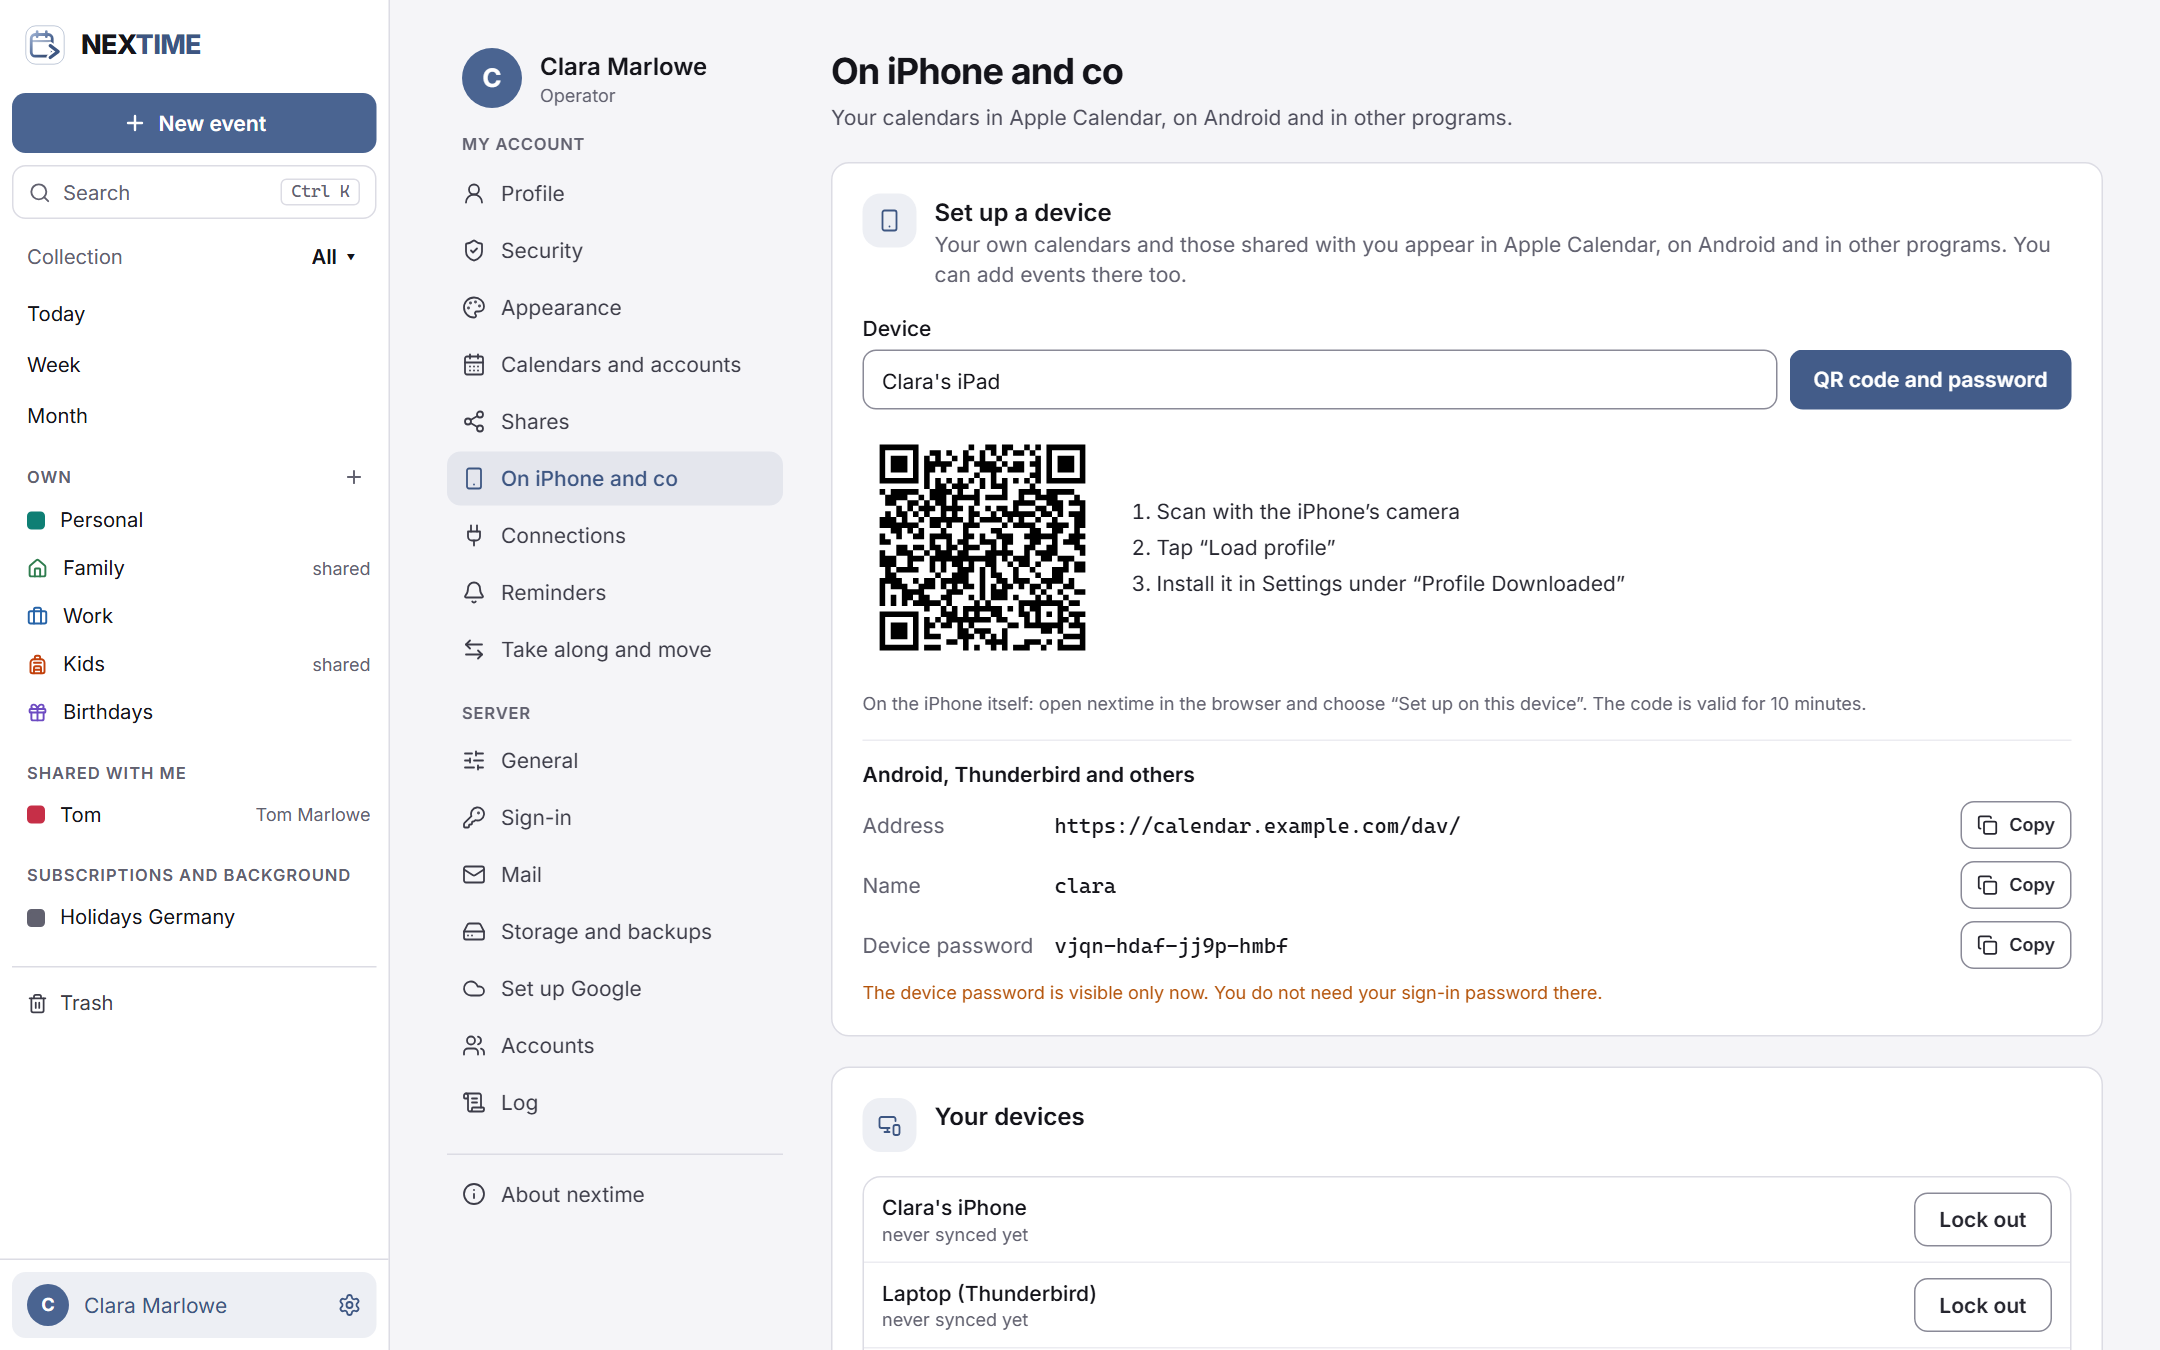 NEXTIME
+ New event
Search
Ctrl K
Collection
All
Today
Week
Month
OWN
Personal
Family
shared
Work
Kids
shared
Birthdays
SHARED WITH ME
Tom
Tom Marlowe
SUBSCRIPTIONS AND BACKGROUND
Holidays Germany
Trash
C
Clara Marlowe
C
Clara Marlowe
Operator
MY ACCOUNT
Profile
Security
Appearance
Calendars and accounts
Shares
On iPhone and co
Connections
Reminders
Take along and move
SERVER
General
Sign-in
Mail
Storage and backups
Set up Google
Accounts
Log
About nextime
On iPhone and co
Your calendars in Apple Calendar, on Android and in other programs.
Set up a device
Your own calendars and those shared with you appear in Apple Calendar, on Android and in other programs. You
can add events there too.
Device
Clara's iPad
QR code and password
1. Scan with the iPhone’s camera
2. Tap “Load profile”
3. Install it in Settings under “Profile Downloaded”
On the iPhone itself: open nextime in the browser and choose “Set up on this device”. The code is valid for 10 minutes.
Android, Thunderbird and others
Address
https://calendar.example.com/dav/
Copy
Name
clara
Copy
Device password
vjqn-hdaf-jj9p-hmbf
Copy
The device password is visible only now. You do not need your sign-in password there.
Your devices
Clara's iPhone
never synced yet
Lock out
Laptop (Thunderbird)
never synced yet
Lock out